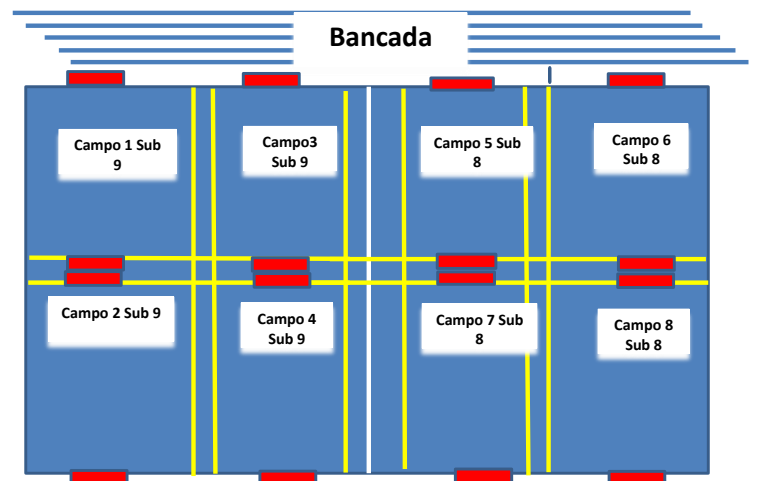 Bancada
Campo 1 Sub
9
Campo3
Sub 9
Campo 5 Sub
8
Campo 6
Sub 8
Campo 2 Sub 9
Campo 4
Sub 9
Campo 7 Sub
8
Campo 8
Sub 8